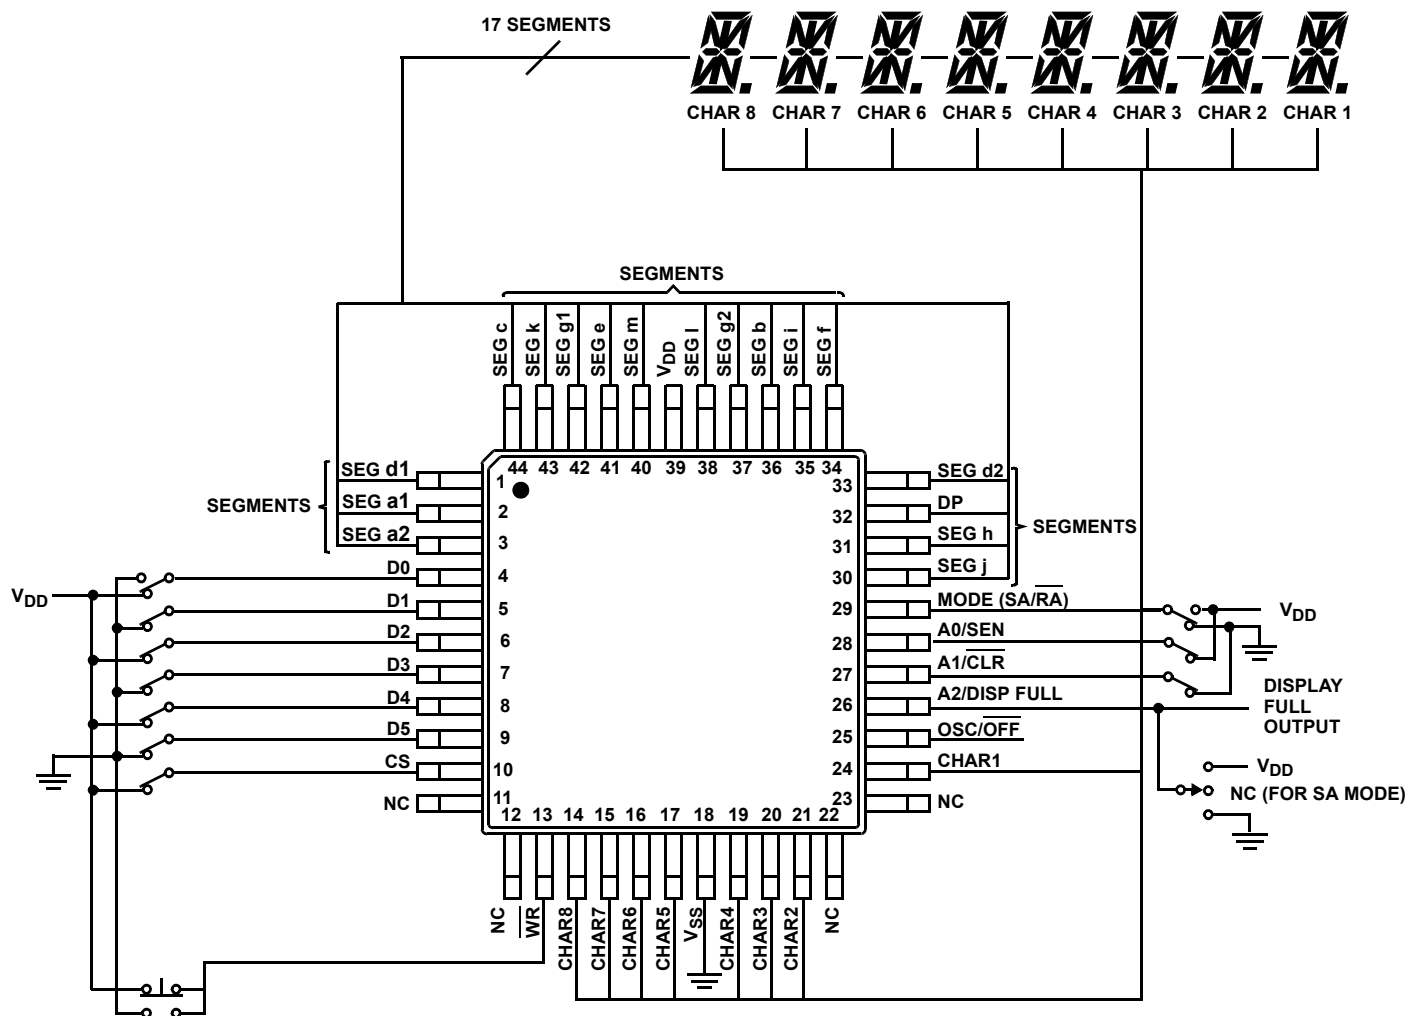 17 SEGMENTS
CHAR 8 CHAR 7 CHAR 6 CHAR 5 CHAR 4 CHAR 3 CHAR 2 CHAR 1
SEGMENTS
SEG c SEG k SEG g1 SEG e SEG m VDD SEG l SEG g2 SEG b SEG i SEG f
44 43 42 41 40 39 38 37 36 35 34
SEGMENTS
SEG d1 1
SEG a1 2
SEG a2 3
VDD
D0 4
D1 5
D2 6
D3 7
D4 8
D5 9
CS 10
NC 11
33 SEG d2
32 DP
31 SEG h
30 SEG j
SEGMENTS
29 MODE (SA/R̅A̅)
28 A0/SEN
27 A1/C̅L̅R̅
26 A2/DISP FULL
25 OSC/O̅F̅F̅
24 CHAR1
23 NC
VDD
DISPLAY
FULL
OUTPUT
VDD
NC (FOR SA MODE)
12 13 14 15 16 17 18 19 20 21 22
NC W̅R̅ CHAR8 CHAR7 CHAR6 CHAR5 VSS CHAR4 CHAR3 CHAR2 NC